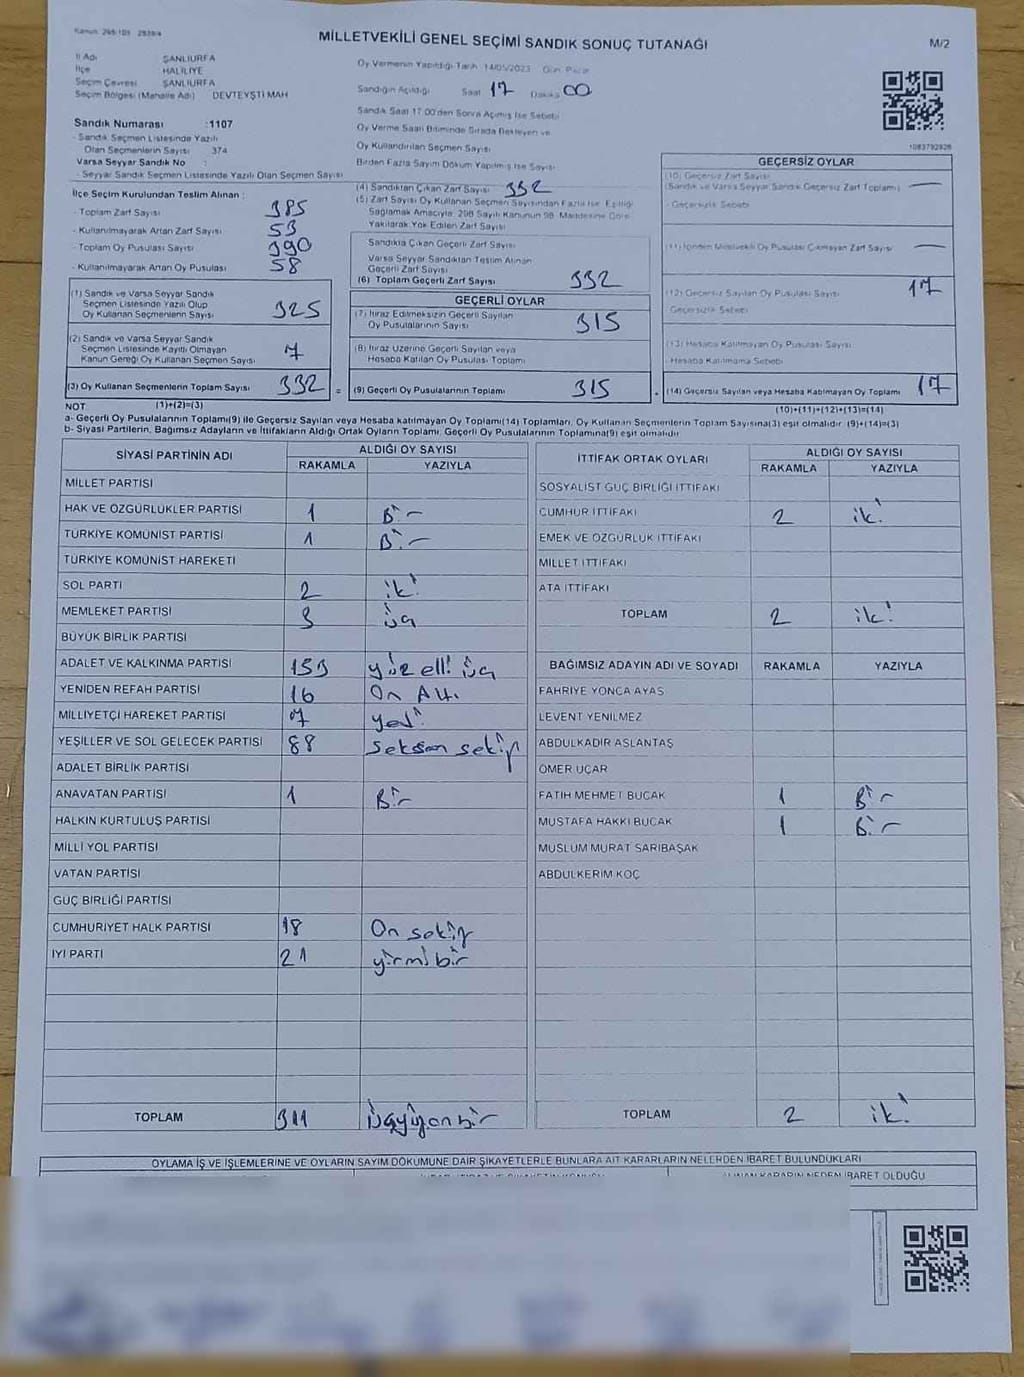 MİLLETVEKİLİ GENEL SEÇİMİ SANDIK SONUÇ TUTANAĞI
M/2
İl Adı ŞANLIURFA
İlçe HALİLİYE
Seçim Çevresi ŞANLIURFA
Seçim Bölgesi (Mahalle Adı) DEVTEYŞTİ MAH
Sandık Numarası :1107
- Sandık Seçmen Listesinde Yazılı
Olan Seçmenlerin Sayısı 374
Varsa Seyyar Sandık No :
- Seyyar Sandık Seçmen Listesinde Yazılı Olan Seçmen Sayısı
İlçe Seçim Kurulundan Teslim Alınan :
- Toplam Zarf Sayısı 385
- Kullanılmayarak Artan Zarf Sayısı 53
- Toplam Oy Pusulası Sayısı 390
- Kullanılmayarak Artan Oy Pusulası 58
(1) Sandık ve Varsa Seyyar Sandık
Seçmen Listesinde Yazılı Olup
Oy Kullanan Seçmenlerin Sayısı 325
(2) Sandık ve Varsa Seyyar Sandık
Seçmen Listesinde Kayıtlı Olmayan
Kanun Gereği Oy Kullanan Seçmen Sayısı 7
(3) Oy Kullanan Seçmenlerin Toplam Sayısı 332 =
Oy Vermenin Yapıldığı Tarih 14/05/2023 Gün Pazar
Sandığın Açıldığı Saat 17 Dakika 00
Sandık Saat 17:00'den Sonra Açılmış İse Sebebi
Oy Verme Saati Bitiminde Sırada Bekleyen ve
Oy Kullandırılan Seçmen Sayısı
Birden Fazla Sayım Döküm Yapılmış İse Sayısı
(4) Sandıktan Çıkan Zarf Sayısı 332
(5) Zarf Sayısı Oy Kullanan Seçmen Sayısından Fazla İse, Eşitliği
Sağlamak Amacıyla, 298 Sayılı Kanunun 98. Maddesine Göre
Yakılarak Yok Edilen Zarf Sayısı
Sandıkta Çıkan Geçerli Zarf Sayısı
Varsa Seyyar Sandıktan Teslim Alınan
Geçerli Zarf Sayısı
(6) Toplam Geçerli Zarf Sayısı 332
GEÇERLİ OYLAR
(7) İtiraz Edilmeksizin Geçerli Sayılan
Oy Pusulalarının Sayısı 315
(8) İtiraz Üzerine Geçerli Sayılan veya
Hesaba Katılan Oy Pusulası Toplamı
(9) Geçerli Oy Pusulalarının Toplamı 315
1083792926
GEÇERSİZ OYLAR
(10) Geçersiz Zarf Sayısı
(Sandık ve Varsa Seyyar Sandık Geçersiz Zarf Toplamı) —
- Geçersizlik Sebebi
(11) İçinden Milletvekili Oy Pusulası Çıkmayan Zarf Sayısı —
(12) Geçersiz Sayılan Oy Pusulası Sayısı 17
Geçersizlik Sebebi
(13) Hesaba Katılmayan Oy Pusulası Sayısı
- Hesaba Katılmama Sebebi
(14) Geçersiz Sayılan veya Hesaba Katılmayan Oy Toplamı 17
NOT (1)+(2)=(3) (10)+(11)+(12)+(13)=(14)
a- Geçerli Oy Pusulalarının Toplamı(9) ile Geçersiz Sayılan veya Hesaba katılmayan Oy Toplamı(14) Toplamları, Oy Kullanan Seçmenlerin Toplam Sayısına(3) eşit olmalıdır. (9)+(14)=(3)
b- Siyasi Partilerin, Bağımsız Adayların ve İttifakların Aldığı Ortak Oyların Toplamı, Geçerli Oy Pusulalarının Toplamına(9) eşit olmalıdır
SİYASİ PARTİNİN ADI ALDIĞI OY SAYISI
RAKAMLA YAZIYLA
MİLLET PARTİSİ
HAK VE ÖZGÜRLÜKLER PARTİSİ 1 Bir
TÜRKİYE KOMÜNİST PARTİSİ 1 Bir
TÜRKİYE KOMÜNİST HAREKETİ
SOL PARTİ 2 iki
MEMLEKET PARTİSİ 3 üç
BÜYÜK BİRLİK PARTİSİ
ADALET VE KALKINMA PARTİSİ 153 yüz elli üç
YENİDEN REFAH PARTİSİ 16 On Altı
MİLLİYETÇİ HAREKET PARTİSİ 7 yedi
YEŞİLLER VE SOL GELECEK PARTİSİ 88 seksen sekiz
ADALET BİRLİK PARTİSİ
ANAVATAN PARTİSİ 1 Bir
HALKIN KURTULUŞ PARTİSİ
MİLLİ YOL PARTİSİ
VATAN PARTİSİ
GÜÇ BİRLİĞİ PARTİSİ
CUMHURİYET HALK PARTİSİ 18 On sekiz
İYİ PARTİ 21 yirmi bir
TOPLAM 311 üçyüzonbir
İTTİFAK ORTAK OYLARI ALDIĞI OY SAYISI
RAKAMLA YAZIYLA
SOSYALİST GÜÇ BİRLİĞİ İTTİFAKI
CUMHUR İTTİFAKI 2 iki
EMEK VE ÖZGÜRLÜK İTTİFAKI
MİLLET İTTİFAKI
ATA İTTİFAKI
TOPLAM 2 iki
BAĞIMSIZ ADAYIN ADI VE SOYADI RAKAMLA YAZIYLA
FAHRİYE YONCA AYAS
LEVENT YENİLMEZ
ABDULKADİR ASLANTAŞ
ÖMER UÇAR
FATİH MEHMET BUCAK 1 Bir
MUSTAFA HAKKI BUCAK 1 Bir
MÜSLÜM MURAT SARIBAŞAK
ABDULKERİM KOÇ
TOPLAM 2 iki
OYLAMA İŞ VE İŞLEMLERİNE VE OYLARIN SAYIM DÖKÜMÜNE DAİR ŞİKAYETLERLE BUNLARA AİT KARARLARIN NELERDEN İBARET BULUNDUKLARI